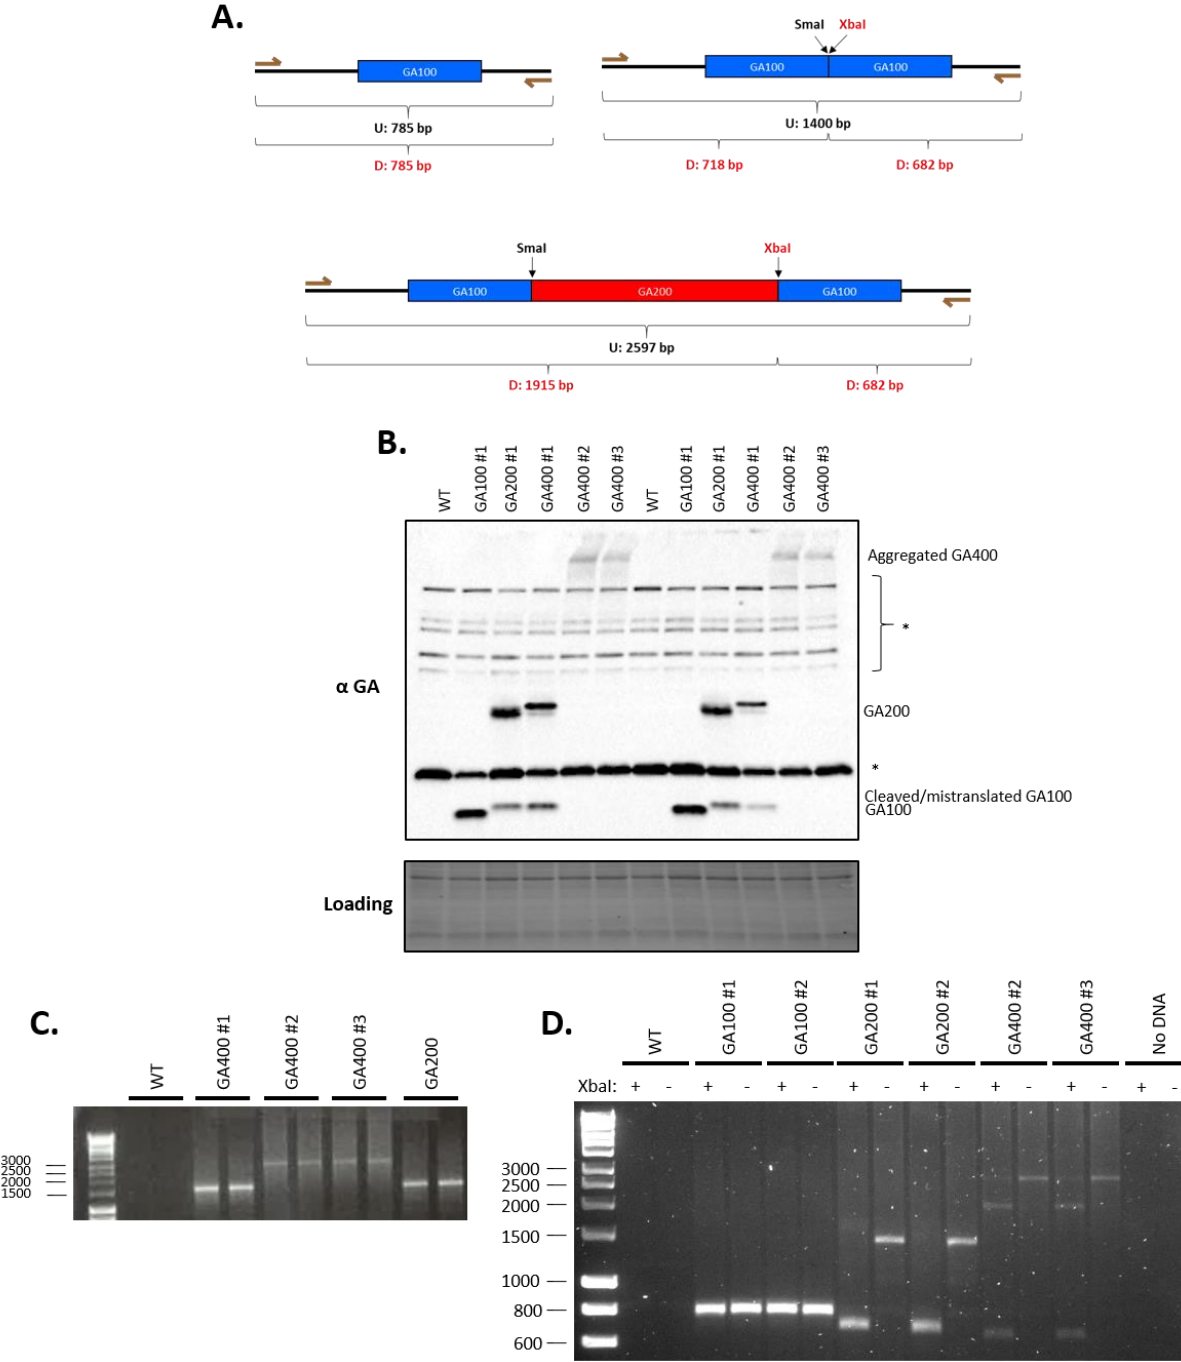 A.
SmaI XbaI
GA100
GA100 GA100
U: 785 bp
U: 1400 bp
D: 785 bp
D: 718 bp D: 682 bp
SmaI XbaI
GA100 GA200 GA100
U: 2597 bp
D: 1915 bp D: 682 bp
B.
WT GA100 #1 GA200 #1 GA400 #1 GA400 #2 GA400 #3 WT GA100 #1 GA200 #1 GA400 #1 GA400 #2 GA400 #3
Aggregated GA400
*
α GA
GA200
*
Cleaved/mistranslated GA100
GA100
Loading
C.
WT GA400 #1 GA400 #2 GA400 #3 GA200
3000
2500
2000
1500
D.
WT GA100 #1 GA100 #2 GA200 #1 GA200 #2 GA400 #2 GA400 #3 No DNA
XbaI: + - + - + - + - + - + - + - + -
3000
2500
2000
1500
1000
800
600